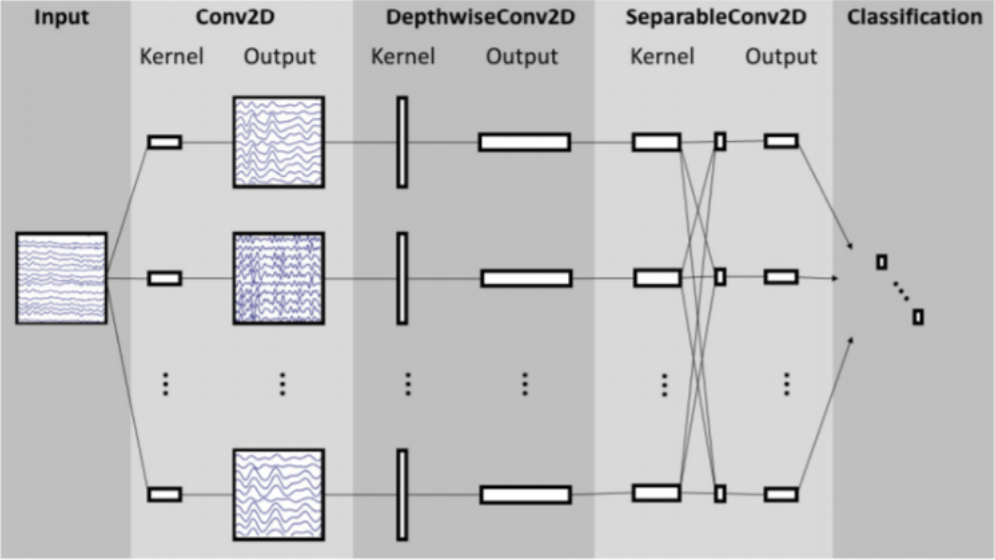 Input Conv2D DepthwiseConv2D SeparableConv2D Classification
Kernel Output Kernel Output Kernel Output